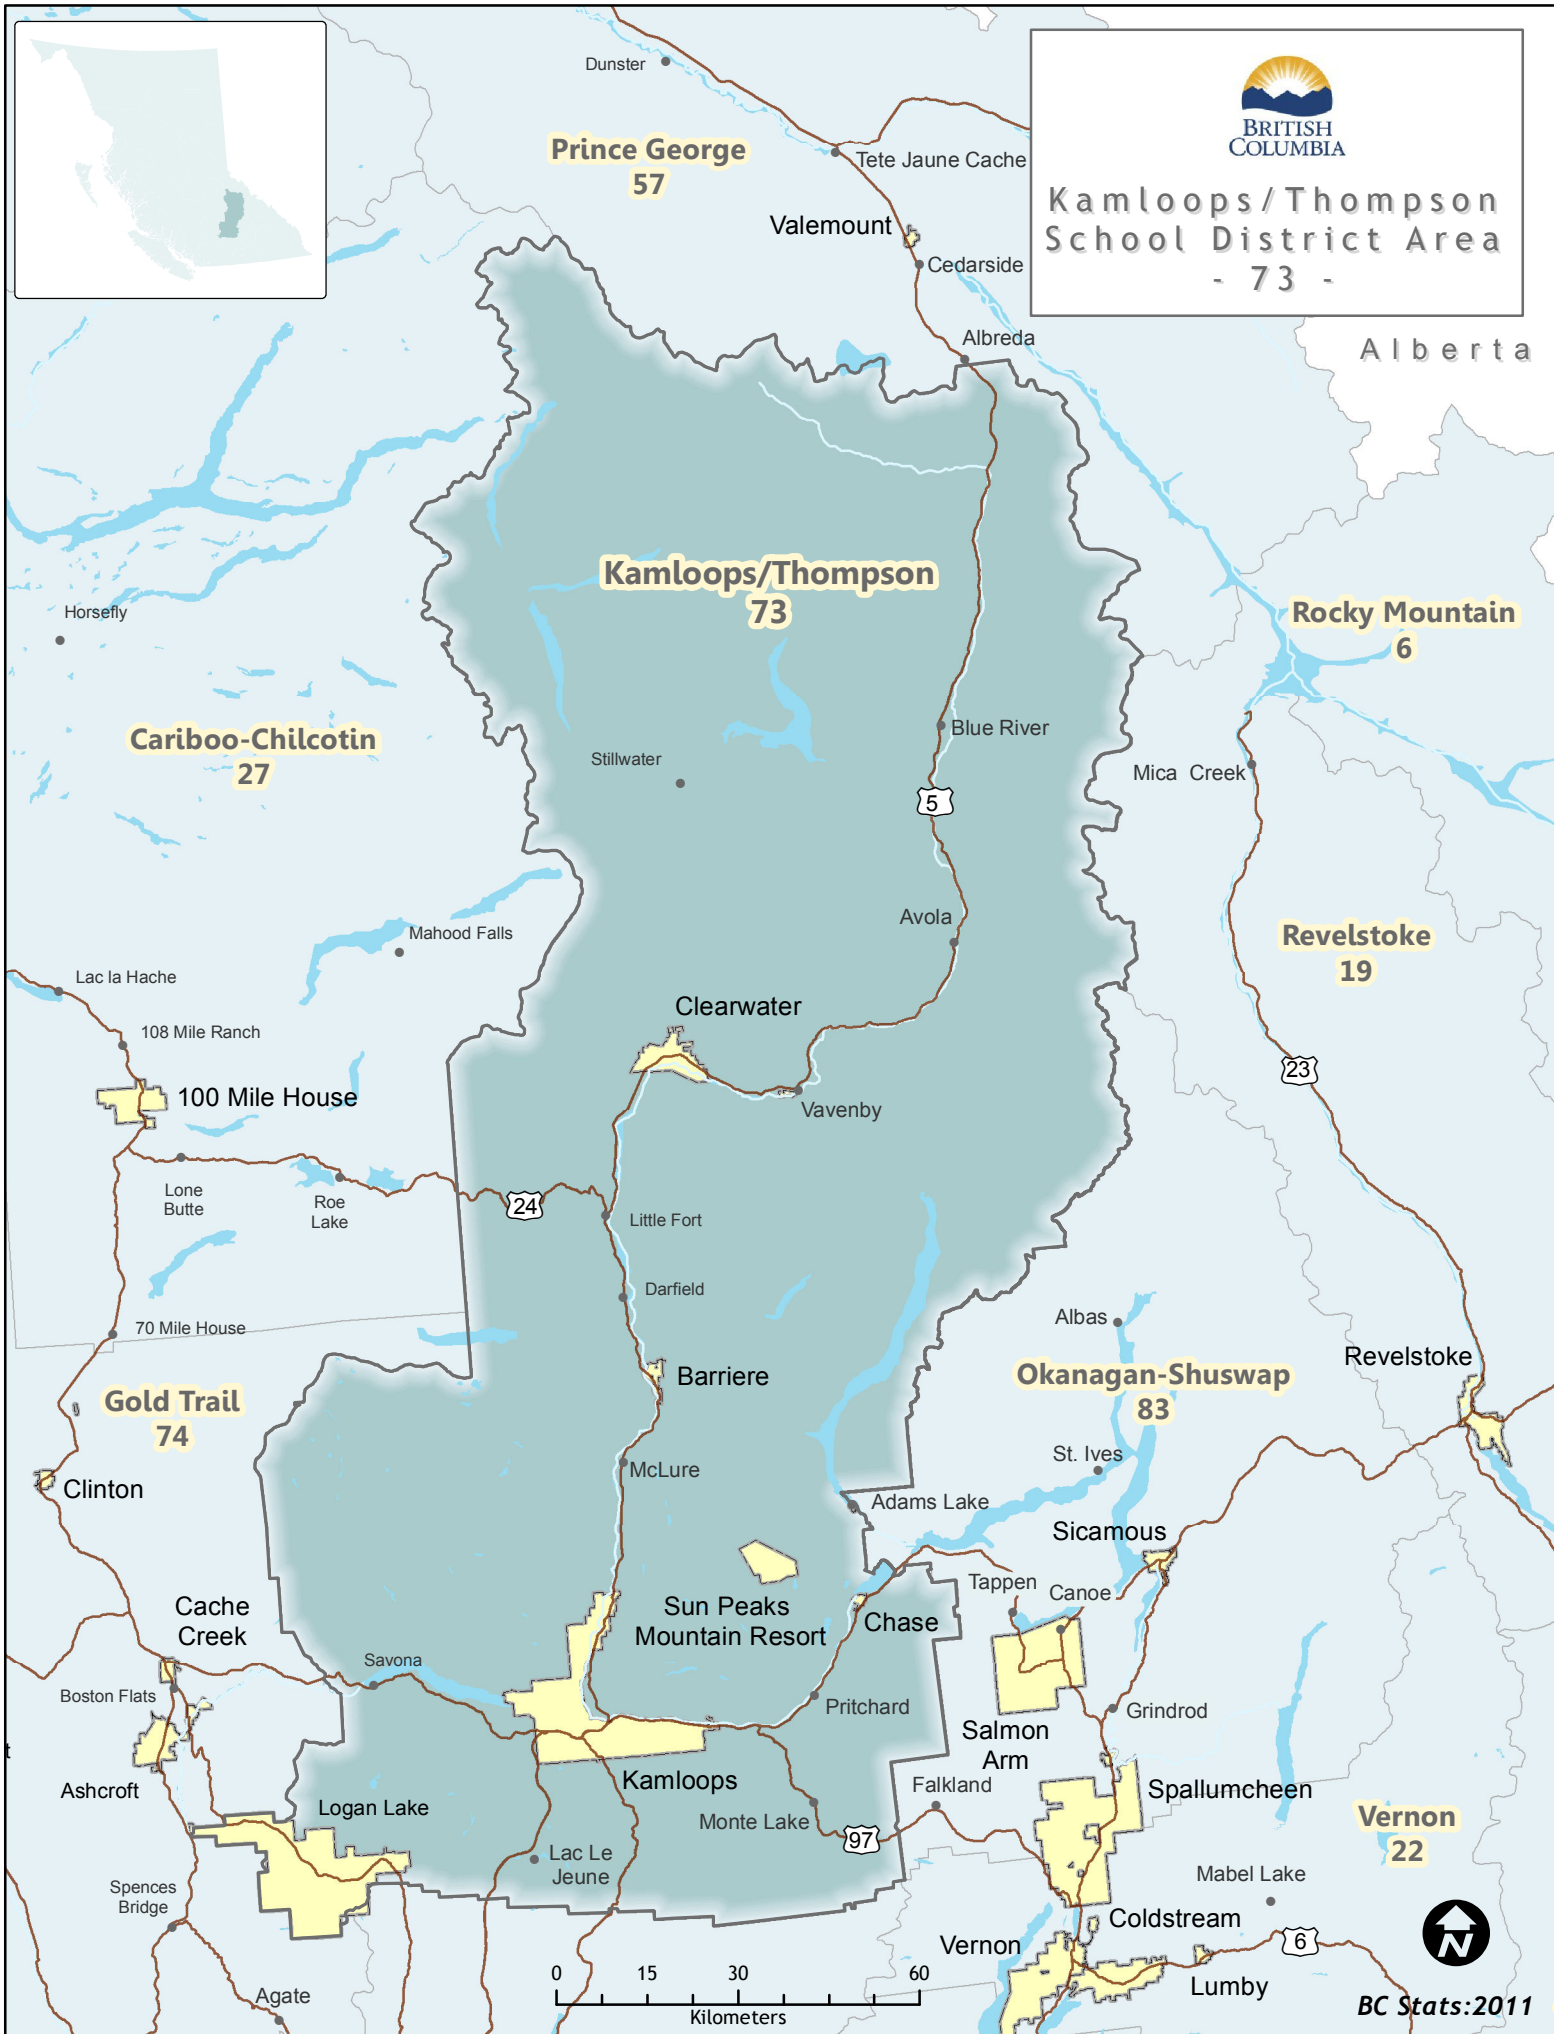 BRITISH
COLUMBIA
Kamloops/Thompson
School District Area
- 73 -
Alberta
Dunster
Prince George
57
Tete Jaune Cache
Valemount
Cedarside
Albreda
Kamloops/Thompson
73
Horsefly
Rocky Mountain
6
Cariboo-Chilcotin
27
Blue River
Stillwater
Mica Creek
5
Avola
Mahood Falls
Revelstoke
19
Lac la Hache
Clearwater
108 Mile Ranch
23
100 Mile House
Vavenby
Lone
Butte
Roe
Lake
24
Little Fort
Darfield
Albas
70 Mile House
Revelstoke
Barriere
Okanagan-Shuswap
83
Gold Trail
74
St. Ives
McLure
Clinton
Adams Lake
Sicamous
Tappen
Canoe
Cache
Creek
Sun Peaks
Mountain Resort
Chase
Savona
Boston Flats
Pritchard
Grindrod
Salmon
Arm
t
Ashcroft
Kamloops
Falkland
Spallumcheen
Logan Lake
Monte Lake
97
Vernon
22
Lac Le
Jeune
Mabel Lake
Spences
Bridge
Coldstream
Vernon
6
N
Lumby
Agate
0 15 30 60
Kilometers
BC Stats:2011